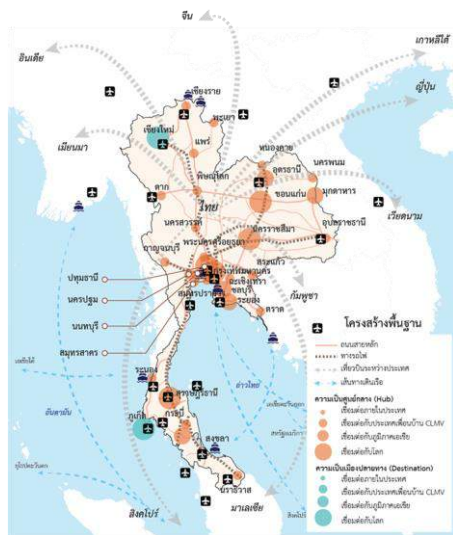 จีน
เกาหลีใต้
อินเดีย
ญี่ปุ่น
เชียงราย
พะเยา
เมียนมา
เชียงใหม่
แพร่
หนองคาย
อุดรธานี
นครพนม
พิษณุโลก
ตาก
ขอนแก่น
มุกดาหาร
ไทย
เวียดนาม
นครสวรรค์
นครราชสีมา
อุบลราชธานี
กาญจนบุรี
พระนครศรีอยุธยา
สระแก้ว
กรุงเทพมหานคร
ปทุมธานี
ฉะเชิงเทรา
นครปฐม
สมุทรปราการ
ชลบุรี
กัมพูชา
ระยอง
นนทบุรี
ตราด
สมุทรสาคร
ระนอง
อ่าวไทย
สุราษฎร์ธานี
อันดามัน
ภูเก็ต
กระบี่
สงขลา
นราธิวาส
สิงคโปร์
มาเลเซีย
โครงสร้างพื้นฐาน
ถนนสายหลัก
ทางรถไฟ
เที่ยวบินระหว่างประเทศ
เส้นทางเดินเรือ
ความเป็นศูนย์กลาง (Hub)
เชื่อมต่อภายในประเทศ
เชื่อมต่อกับประเทศเพื่อนบ้าน CLMV
เชื่อมต่อกับภูมิภาคเอเชีย
เชื่อมต่อกับโลก
ความเป็นเมืองปลายทาง (Destination)
เชื่อมต่อภายในประเทศ
เชื่อมต่อกับประเทศเพื่อนบ้าน CLMV
เชื่อมต่อกับภูมิภาคเอเชีย
เชื่อมต่อกับโลก